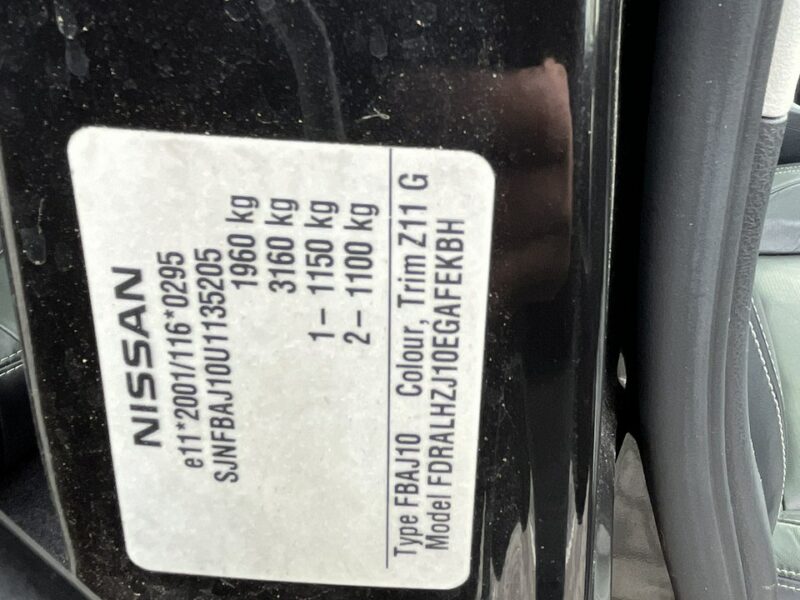 NISSAN
e11*2001/116*0295
SJNFBAJ10U1135205
1960 kg
3160 kg
1– 1150 kg
2– 1100 kg
Type FBAJ10 Colour, Trim Z11 G
Model FDRALHZJ10EGAFEKBH